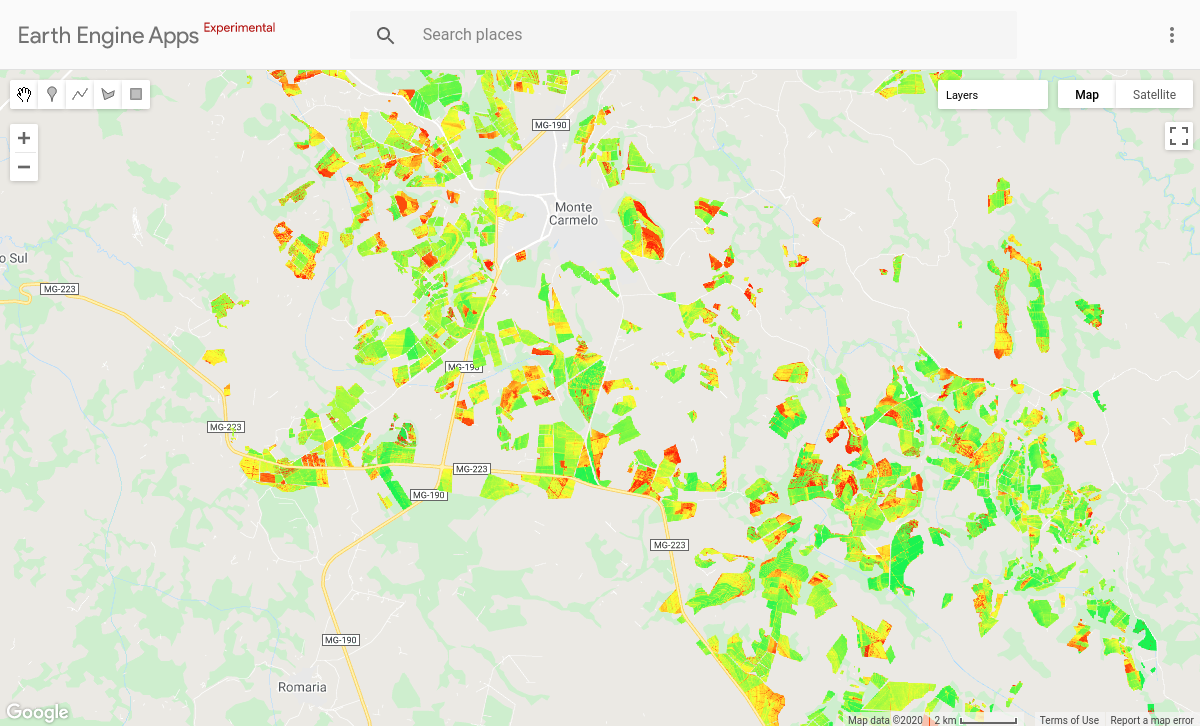 Earth Engine Apps Experimental
Search places
Layers
Map
Satellite
MG-190
Monte
Carmelo
o Sul
MG-223
MG-190
MG-223
MG-223
MG-190
MG-223
MG-190
Romaria
Google
Map data ©2020
2 km
Terms of Use
Report a map error